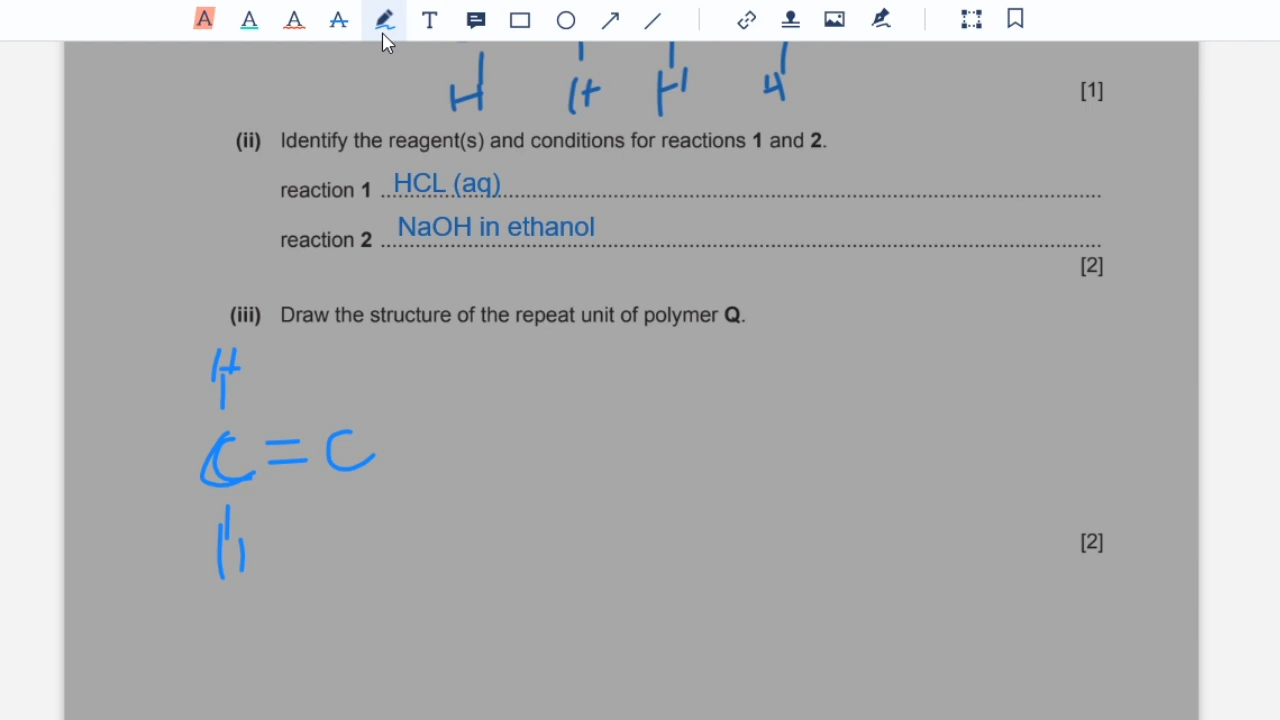 A A A A T
H H H H
[1]
(ii) Identify the reagent(s) and conditions for reactions 1 and 2.
reaction 1 HCL (aq)
reaction 2 NaOH in ethanol
[2]
(iii) Draw the structure of the repeat unit of polymer Q.
H
C = C
[2]